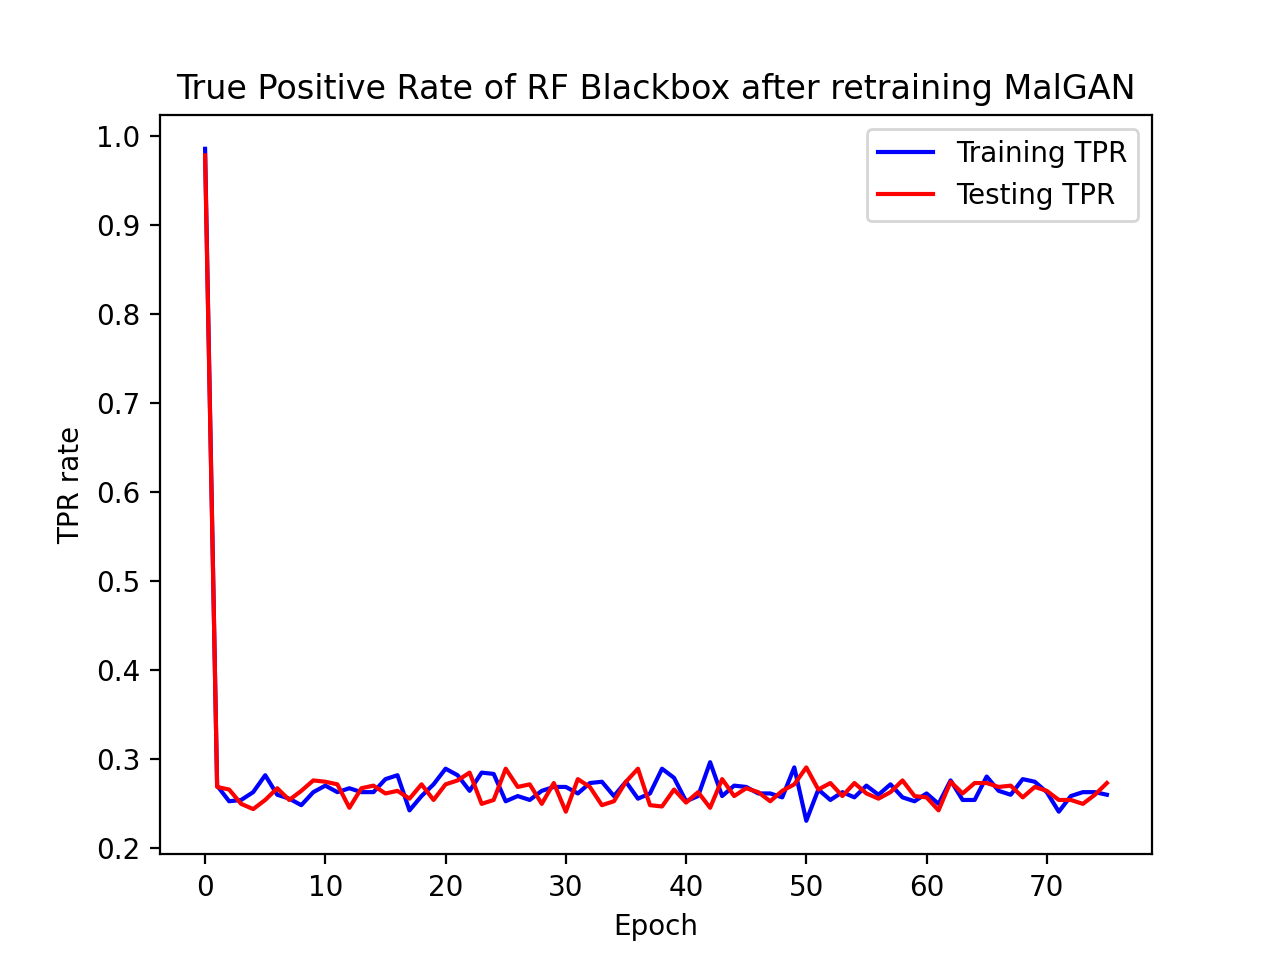 True Positive Rate of RF Blackbox after retraining MalGAN
Training TPR
Testing TPR
TPR rate
1.0
0.9
0.8
0.7
0.6
0.5
0.4
0.3
0.2
0 10 20 30 40 50 60 70
Epoch